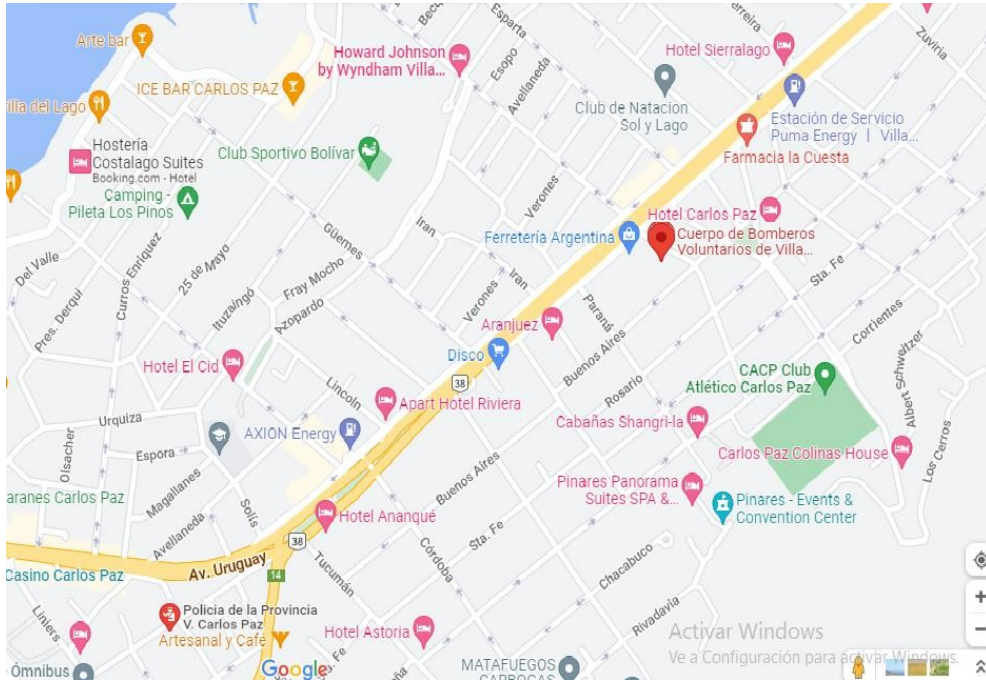 Arte bar
Becq
Esparta
Ferreira
Zuviría
Howard Johnson
by Wyndham Villa...
Esopo
Avellaneda
Hotel Sierralago
ICE BAR CARLOS PAZ
Club de Natacion
Sol y Lago
Estación de Servicio
Puma Energy | Villa...
Farmacia la Cuesta
illa del Lago
Hostería
Costalago Suites
Booking.com - Hotel
Club Sportivo Bolívar
Camping -
Pileta Los Pinos
Verones
Hotel Carlos Paz
Cuerpo de Bomberos
Voluntarios de Villa...
Ferretería Argentina
Iran
Güemes
Del Valle
Curros Enriquez
25 de Mayo
Fray Mocho
Iran
Sta. Fe
Pres. Derqui
Ituzaingó
Azopardo
Verones
Paraná
Corrientes
Aranjuez
Buenos Aires
Albert Schweitzer
Disco
38
Hotel El Cid
Rosario
CACP Club
Atlético Carlos Paz
Lincoln
Apart Hotel Riviera
Urquiza
AXION Energy
Cabañas Shangri-la
Espora
Olsacher
Magallanes
Buenos Aires
Carlos Paz Colinas House
Los Cerros
aranes Carlos Paz
Solís
Pinares Panorama
Suites SPA &...
Pinares - Events &
Convention Center
Hotel Ananqué
Avellaneda
38
Sta. Fe
Av. Uruguay
Córdoba
Chacabuco
Casino Carlos Paz
14
Tucumán
Policia de la Provincia
V. Carlos Paz
Artesanal y Café
Liniers
Rivadavia
Hotel Astoria
Activar Windows
Ve a Configuración para activar Windows.
Ómnibus
Google
Fe
MATAFUEGOS